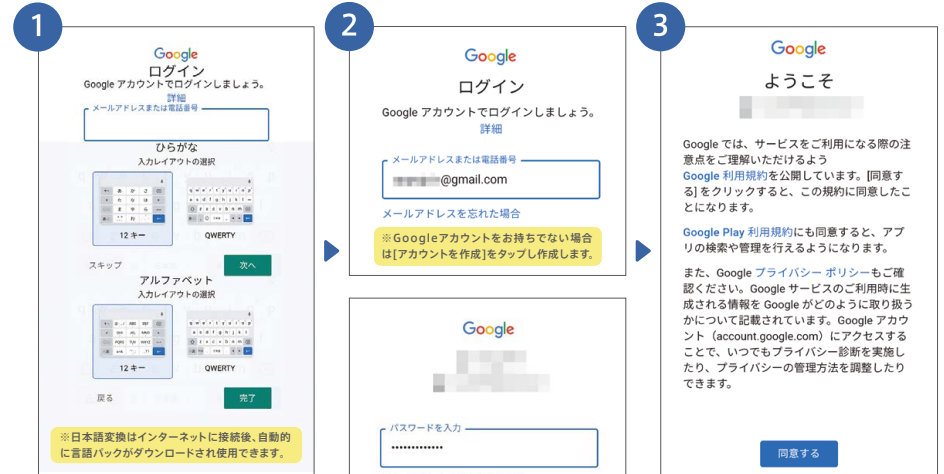 1
Google
ログイン
Google アカウントでログインしましょう。
詳細
メールアドレスまたは電話番号
ひらがな
入力レイアウトの選択
12 キー
QWERTY
スキップ
次へ
アルファベット
入力レイアウトの選択
12 キー
QWERTY
戻る
完了
※日本語変換はインターネットに接続後、自動的
に言語パックがダウンロードされ使用できます。
2
Google
ログイン
Google アカウントでログインしましょう。
詳細
メールアドレスまたは電話番号
@gmail.com
メールアドレスを忘れた場合
※Googleアカウントをお持ちでない場合
は[アカウントを作成]をタップし作成します。
Google
パスワードを入力
•••••••••••••
3
Google
ようこそ
Google では、サービスをご利用になる際の注
意点をご理解いただけるよう
Google 利用規約を公開しています。[同意す
る] をクリックすると、この規約に同意したこ
とになります。
Google Play 利用規約にも同意すると、アプ
リの検索や管理を行えるようになります。
また、Google プライバシー ポリシーもご確
認ください。Google サービスのご利用時に生
成される情報を Google がどのように取り扱う
かについて記載されています。Google アカウ
ント（account.google.com）にアクセスする
ことで、いつでもプライバシー診断を実施し
たり、プライバシーの管理方法を調整したり
できます。
同意する